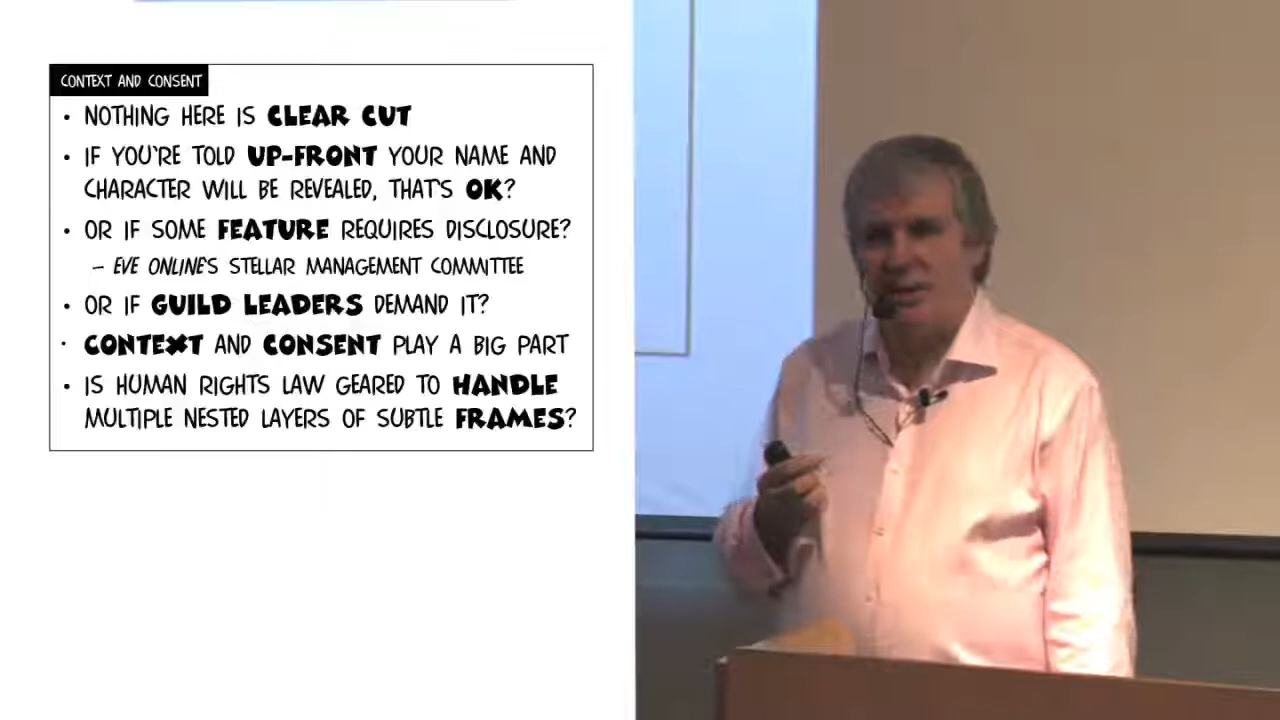 CONTEXT AND CONSENT
• NOTHING HERE IS CLEAR CUT
• IF YOU'RE TOLD UP-FRONT YOUR NAME AND
CHARACTER WILL BE REVEALED, THAT'S OK?
• OR IF SOME FEATURE REQUIRES DISCLOSURE?
– EVE ONLINE'S STELLAR MANAGEMENT COMMITTEE
• OR IF GUILD LEADERS DEMAND IT?
• CONTEXT AND CONSENT PLAY A BIG PART
• IS HUMAN RIGHTS LAW GEARED TO HANDLE
MULTIPLE NESTED LAYERS OF SUBTLE FRAMES?